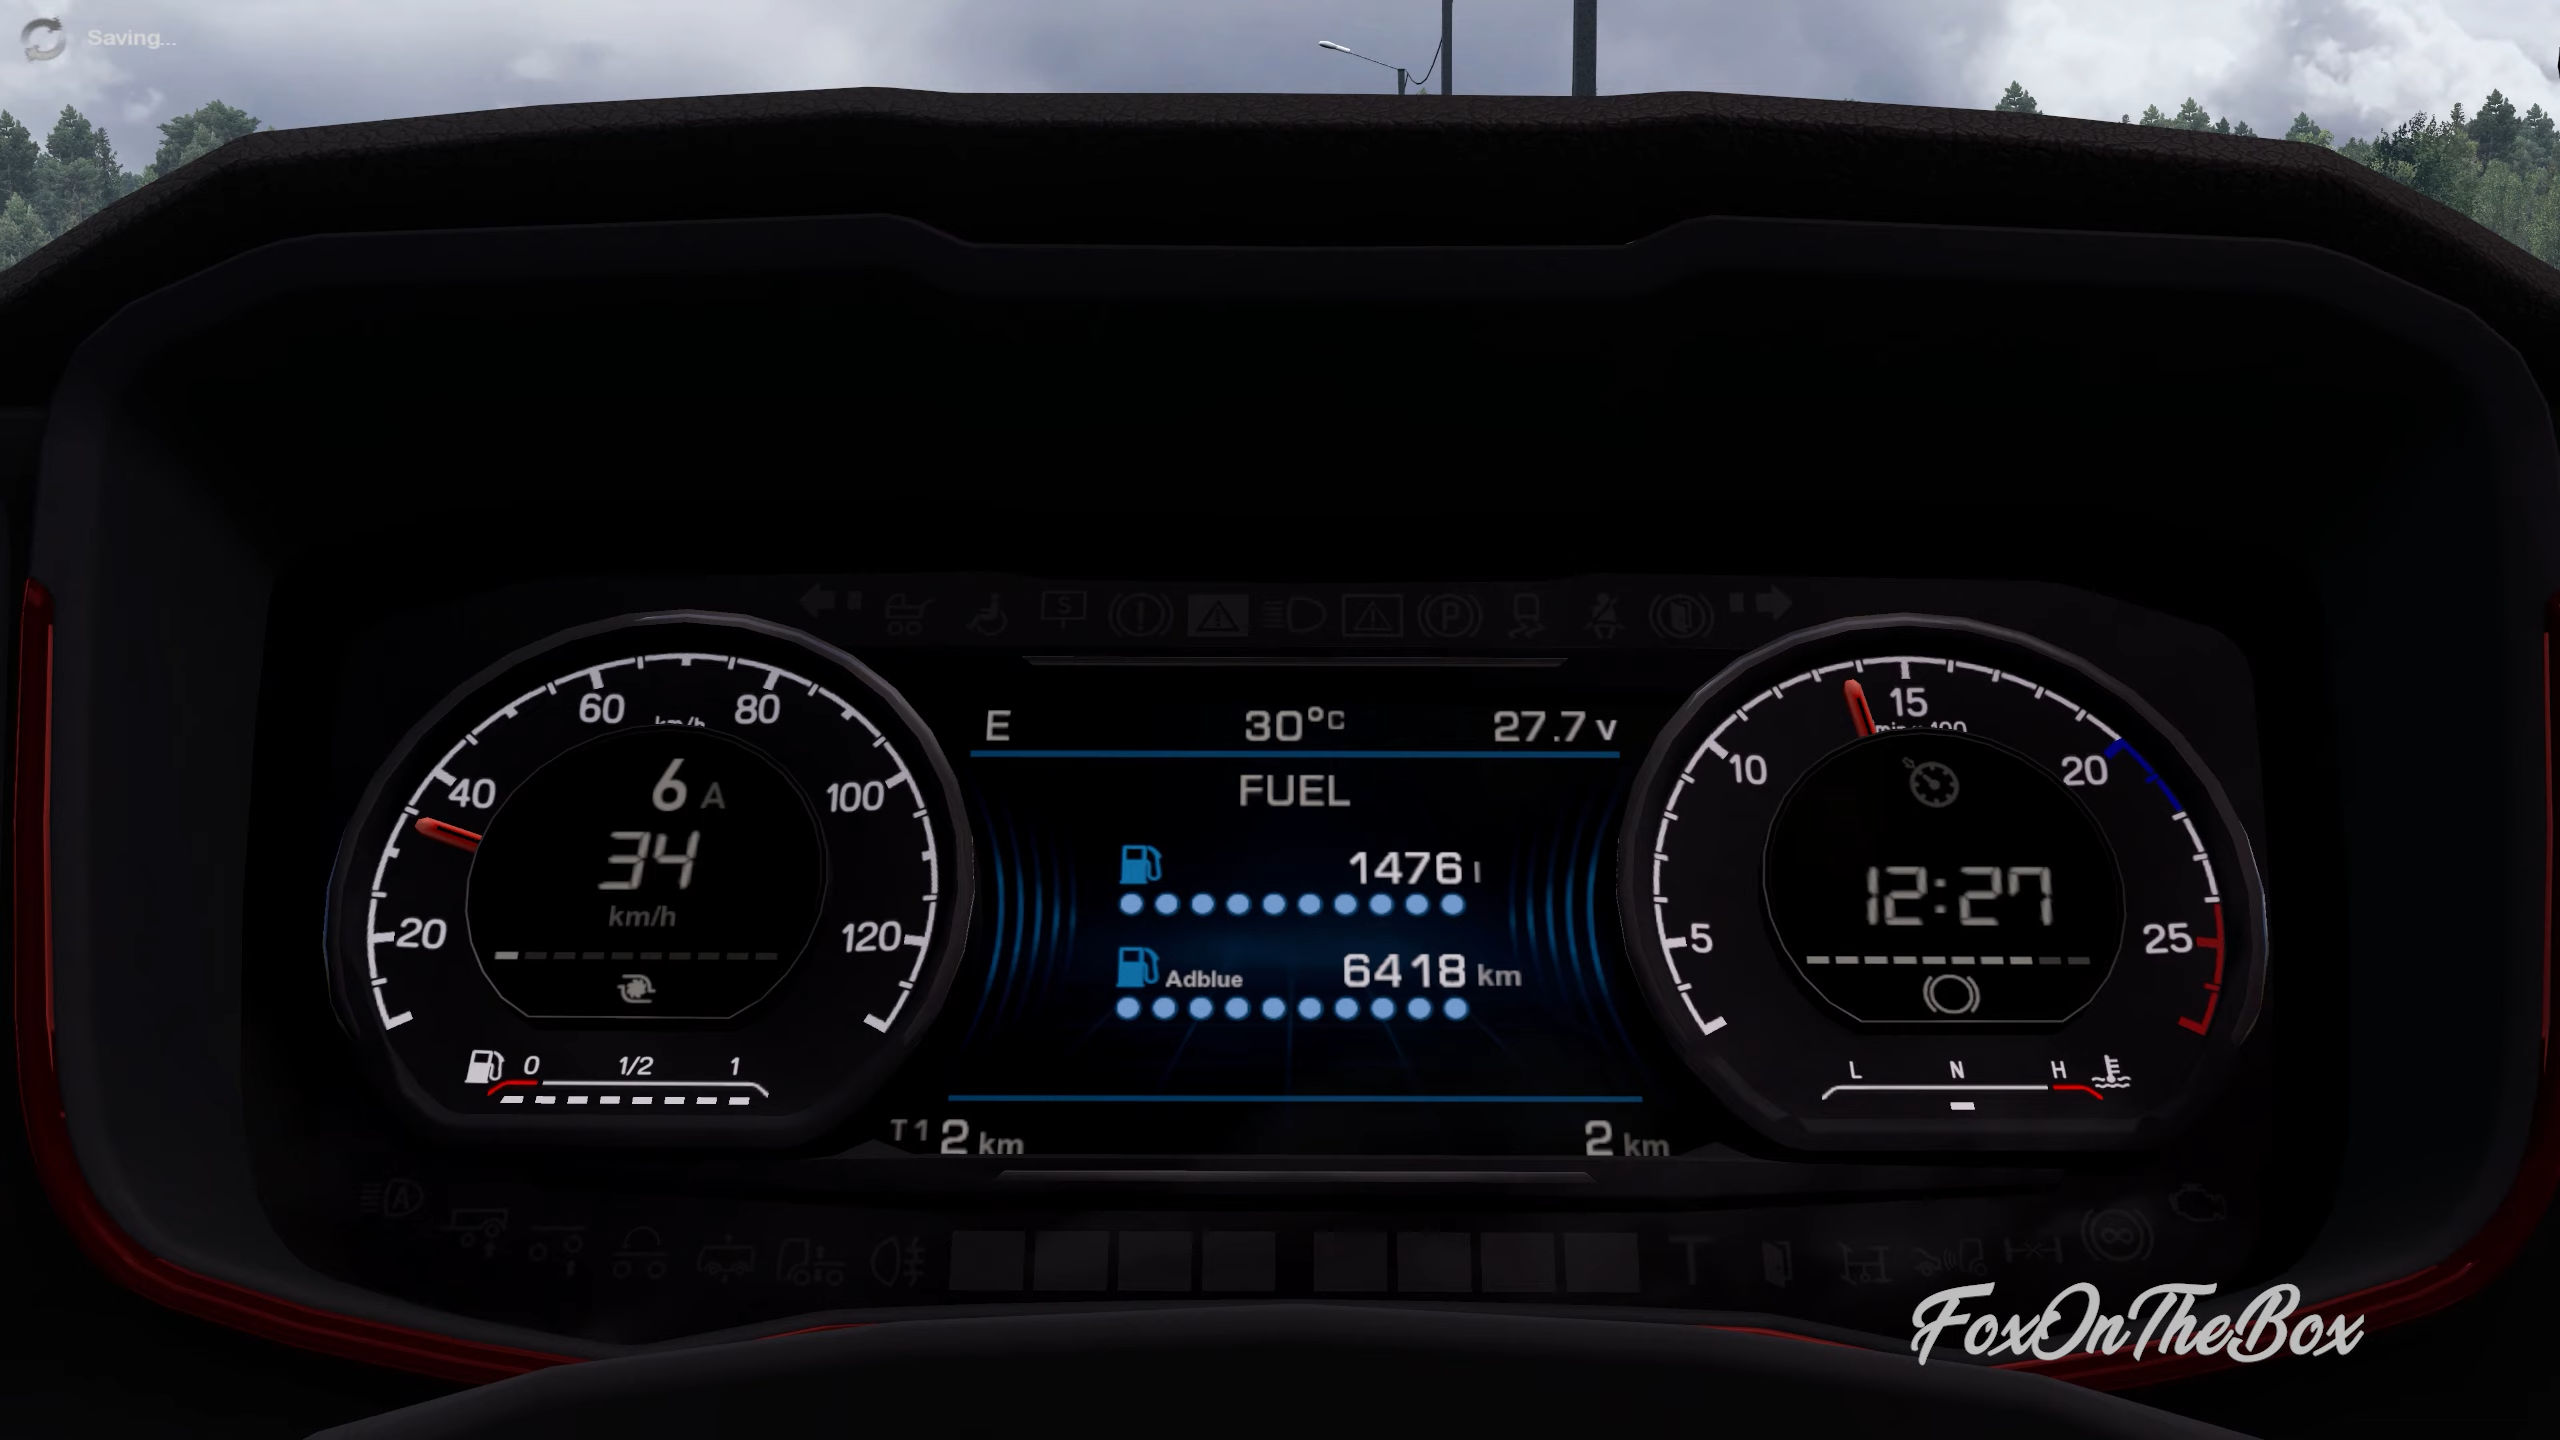 Saving...
60 km/h 80
40 6 A 100
34
km/h
20 120
0 1/2 1
E 30°C 27.7 v
FUEL
1476 l
Adblue 6418 km
T1 2 km 2 km
15
10 20
12:27
5 25
L N H
S
P
A
T
FoxOnTheBox